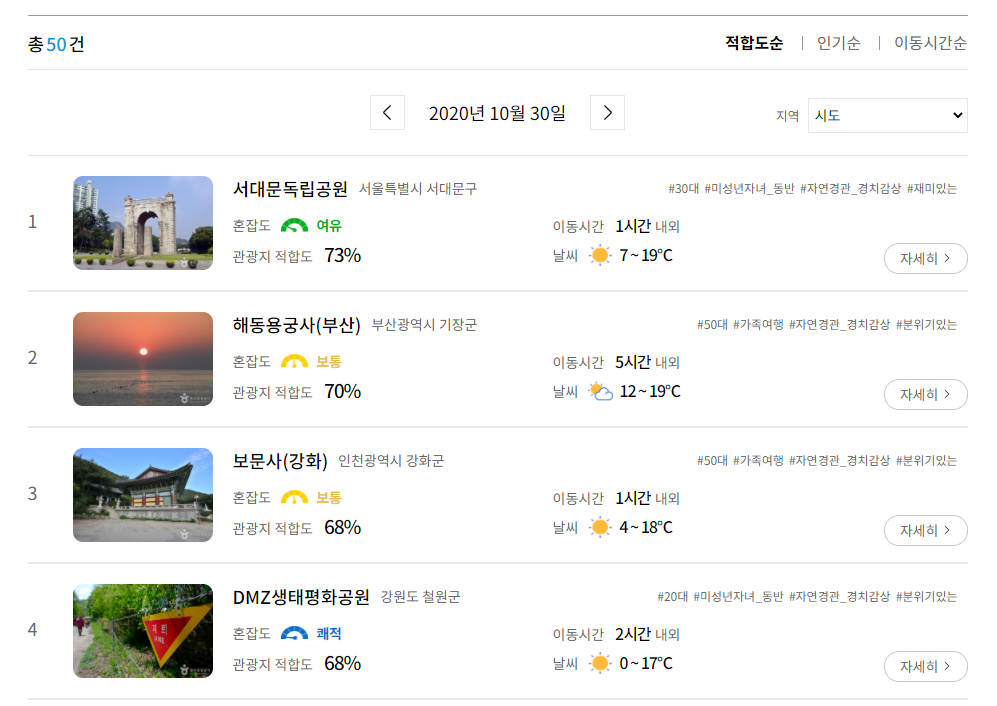 총 50 건
적합도순 | 인기순 | 이동시간순
2020년 10월 30일
지역 시도
1
서대문독립공원 서울특별시 서대문구
#30대 #미성년자녀_동반 #자연경관_경치감상 #재미있는
혼잡도 여유
이동시간 1시간 내외
관광지 적합도 73%
날씨 7 ~ 19℃
자세히 >
2
해동용궁사(부산) 부산광역시 기장군
#50대 #가족여행 #자연경관_경치감상 #분위기있는
혼잡도 보통
이동시간 5시간 내외
관광지 적합도 70%
날씨 12 ~ 19℃
자세히 >
3
보문사(강화) 인천광역시 강화군
#50대 #가족여행 #자연경관_경치감상 #분위기있는
혼잡도 보통
이동시간 1시간 내외
관광지 적합도 68%
날씨 4 ~ 18℃
자세히 >
4
DMZ생태평화공원 강원도 철원군
#20대 #미성년자녀_동반 #자연경관_경치감상 #분위기있는
혼잡도 쾌적
이동시간 2시간 내외
관광지 적합도 68%
날씨 0 ~ 17℃
자세히 >
지뢰